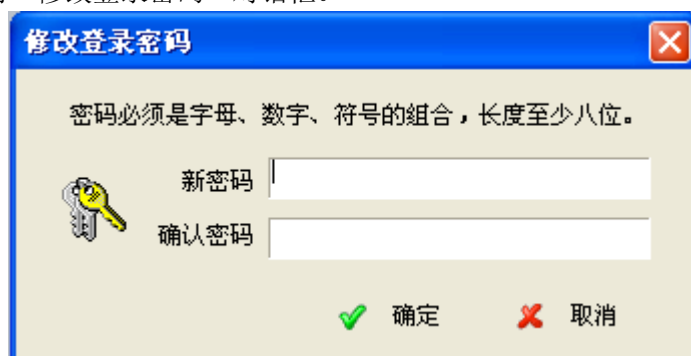 修改登录密码
密码必须是字母、数字、符号的组合，长度至少八位。
新密码
确认密码
确定 取消